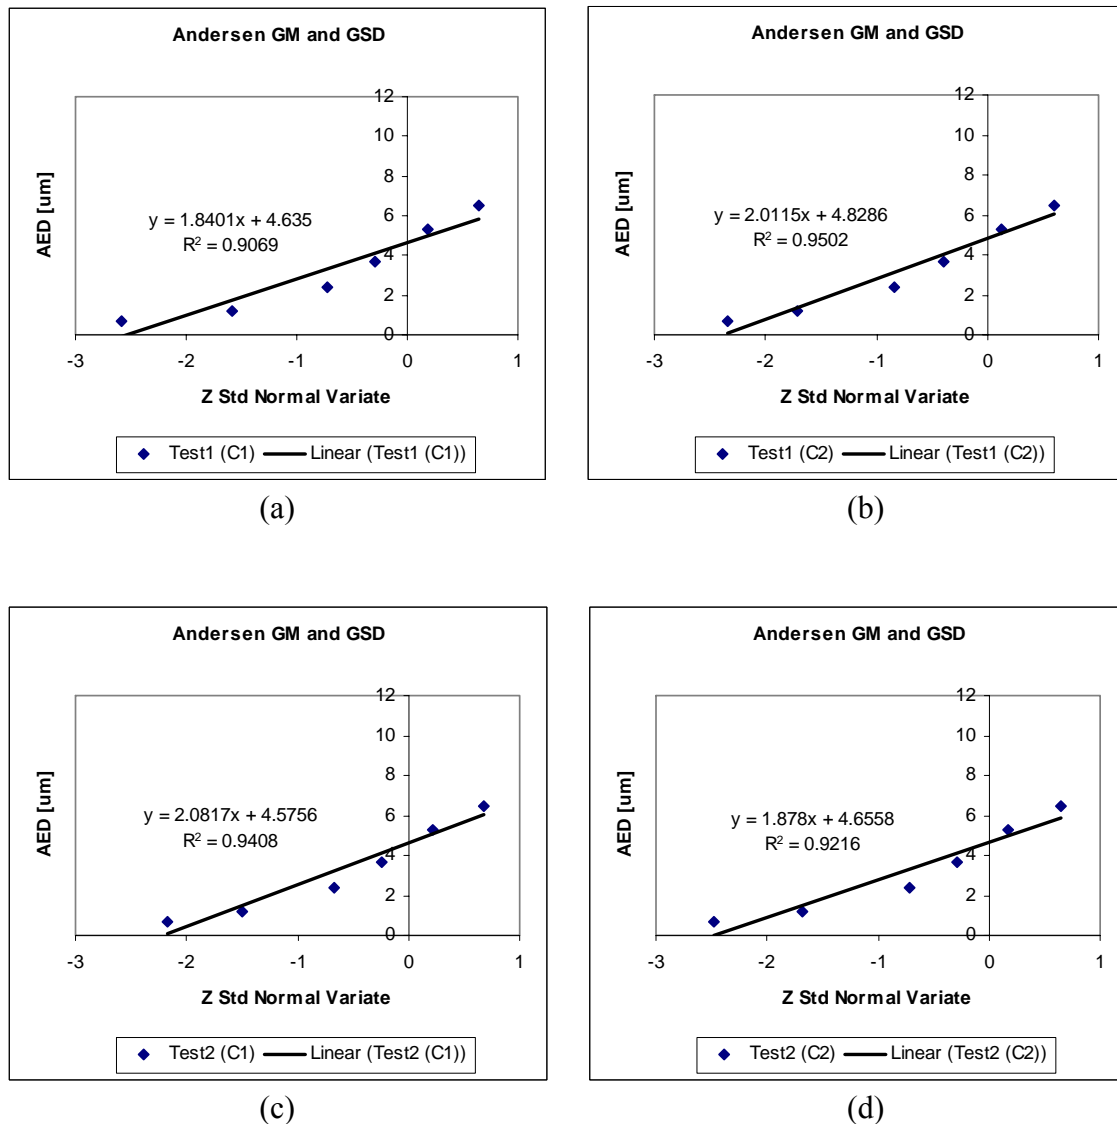 Andersen GM and GSD
12
10
8
6
4
2
0
-3 -2 -1 0 1
AED [um]
y = 1.8401x + 4.635
R² = 0.9069
Z Std Normal Variate
Test1 (C1) Linear (Test1 (C1))
(a)
Andersen GM and GSD
12
10
8
6
4
2
0
-3 -2 -1 0 1
AED [um]
y = 2.0115x + 4.8286
R² = 0.9502
Z Std Normal Variate
Test1 (C2) Linear (Test1 (C2))
(b)
Andersen GM and GSD
12
10
8
6
4
2
0
-3 -2 -1 0 1
AED [um]
y = 2.0817x + 4.5756
R² = 0.9408
Z Std Normal Variate
Test2 (C1) Linear (Test2 (C1))
(c)
Andersen GM and GSD
12
10
8
6
4
2
0
-3 -2 -1 0 1
AED [um]
y = 1.878x + 4.6558
R² = 0.9216
Z Std Normal Variate
Test2 (C2) Linear (Test2 (C2))
(d)